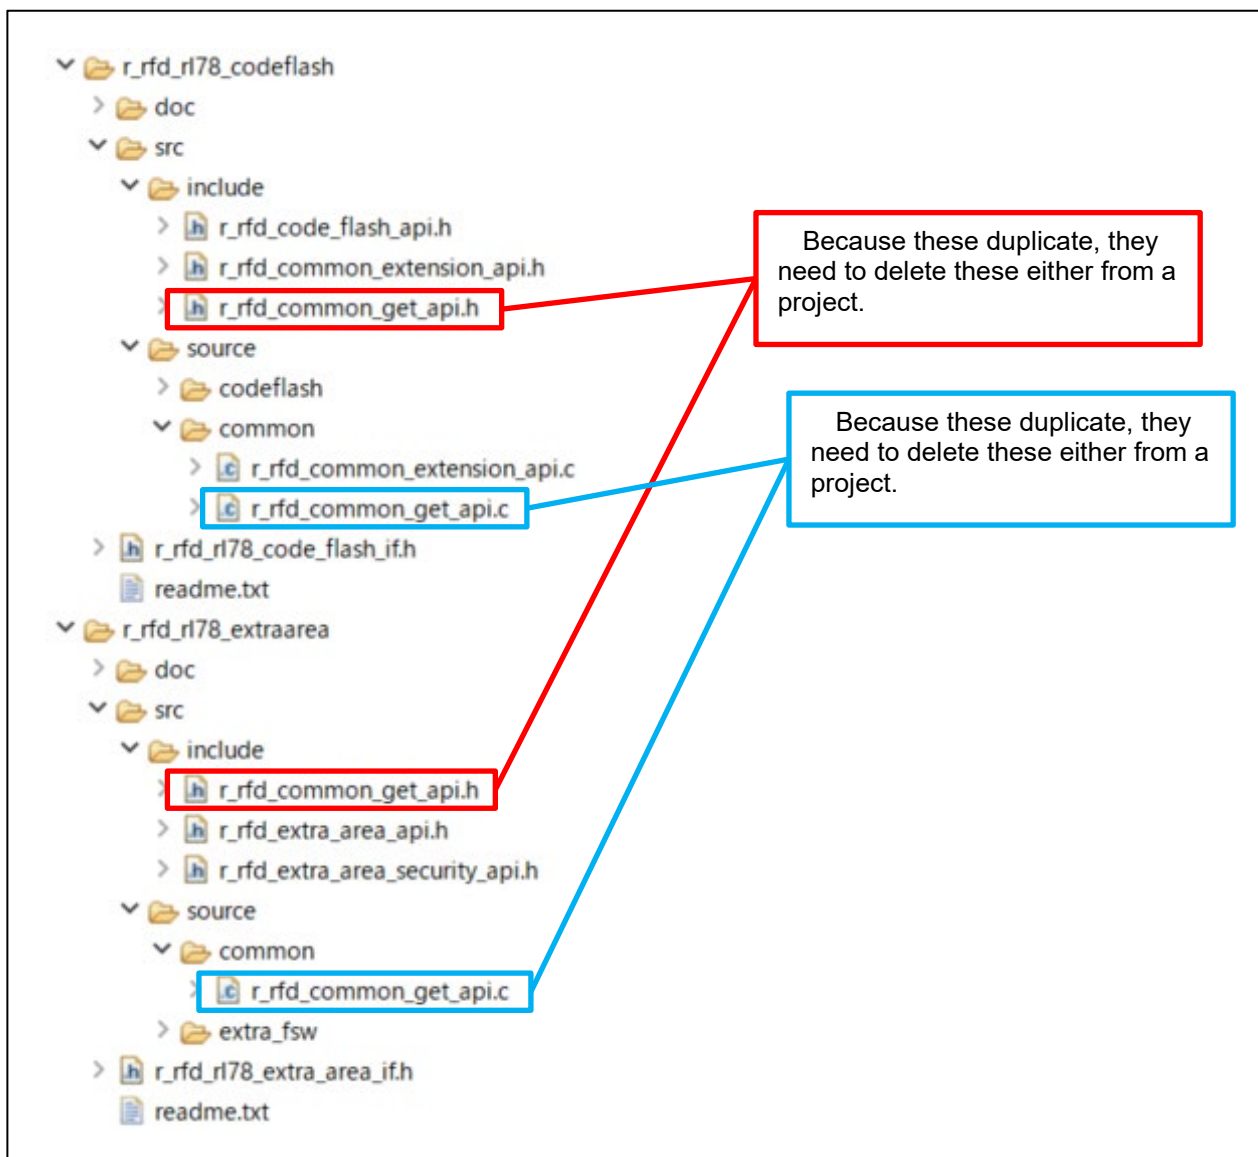 r_rfd_rl78_codeflash
doc
src
include
r_rfd_code_flash_api.h
r_rfd_common_extension_api.h
r_rfd_common_get_api.h
source
codeflash
common
r_rfd_common_extension_api.c
r_rfd_common_get_api.c
r_rfd_rl78_code_flash_if.h
readme.txt
r_rfd_rl78_extraarea
doc
src
include
r_rfd_common_get_api.h
r_rfd_extra_area_api.h
r_rfd_extra_area_security_api.h
source
common
r_rfd_common_get_api.c
extra_fsw
r_rfd_rl78_extra_area_if.h
readme.txt
Because these duplicate, they
need to delete these either from a
project.
Because these duplicate, they
need to delete these either from a
project.